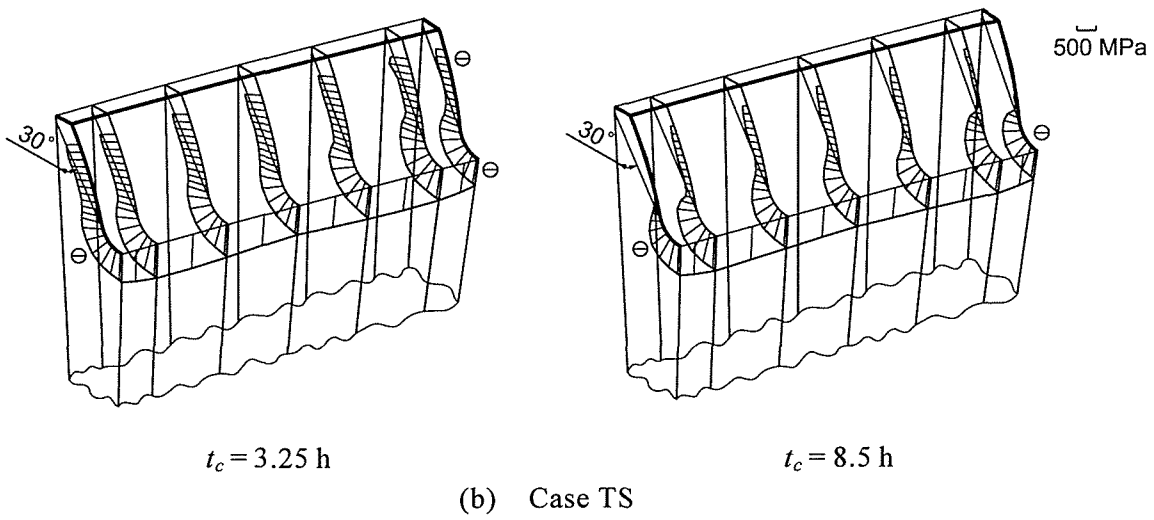 500 MPa
30°
30°
⊖
⊖
⊖
⊖
⊖
t_c = 3.25 h
t_c = 8.5 h
(b) Case TS